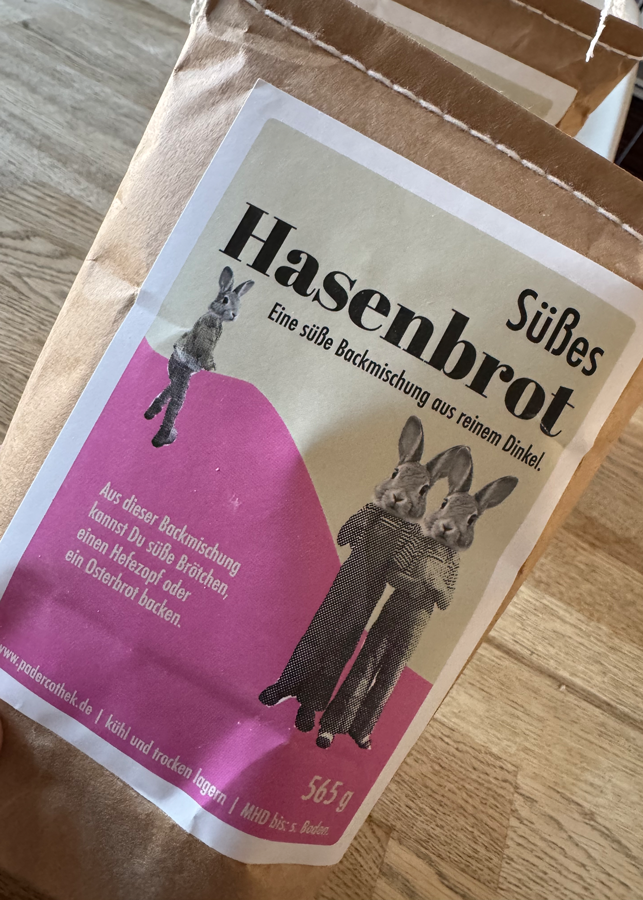 Süßes
Hasenbrot
Eine süße Backmischung aus reinem Dinkel.
Aus dieser Backmischung
kannst Du süße Brötchen,
einen Hefezopf oder
ein Osterbrot backen.
565 g
www.padercathek.de | kühl und trocken lagern | MHD bis: s. Boden.